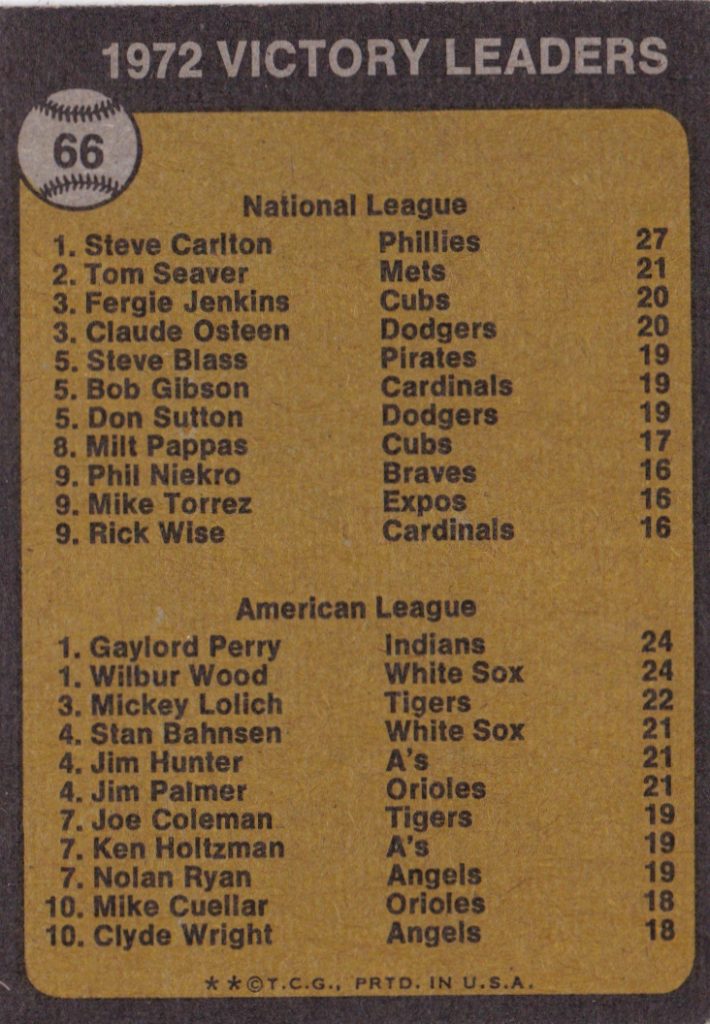 1972 VICTORY LEADERS
66
National League
1. Steve Carlton Phillies 27
2. Tom Seaver Mets 21
3. Fergie Jenkins Cubs 20
3. Claude Osteen Dodgers 20
5. Steve Blass Pirates 19
5. Bob Gibson Cardinals 19
5. Don Sutton Dodgers 19
8. Milt Pappas Cubs 17
9. Phil Niekro Braves 16
9. Mike Torrez Expos 16
9. Rick Wise Cardinals 16
American League
1. Gaylord Perry Indians 24
1. Wilbur Wood White Sox 24
3. Mickey Lolich Tigers 22
4. Stan Bahnsen White Sox 21
4. Jim Hunter A's 21
4. Jim Palmer Orioles 21
7. Joe Coleman Tigers 19
7. Ken Holtzman A's 19
7. Nolan Ryan Angels 19
10. Mike Cuellar Orioles 18
10. Clyde Wright Angels 18
**©T.C.G., PRTD. IN U.S.A.